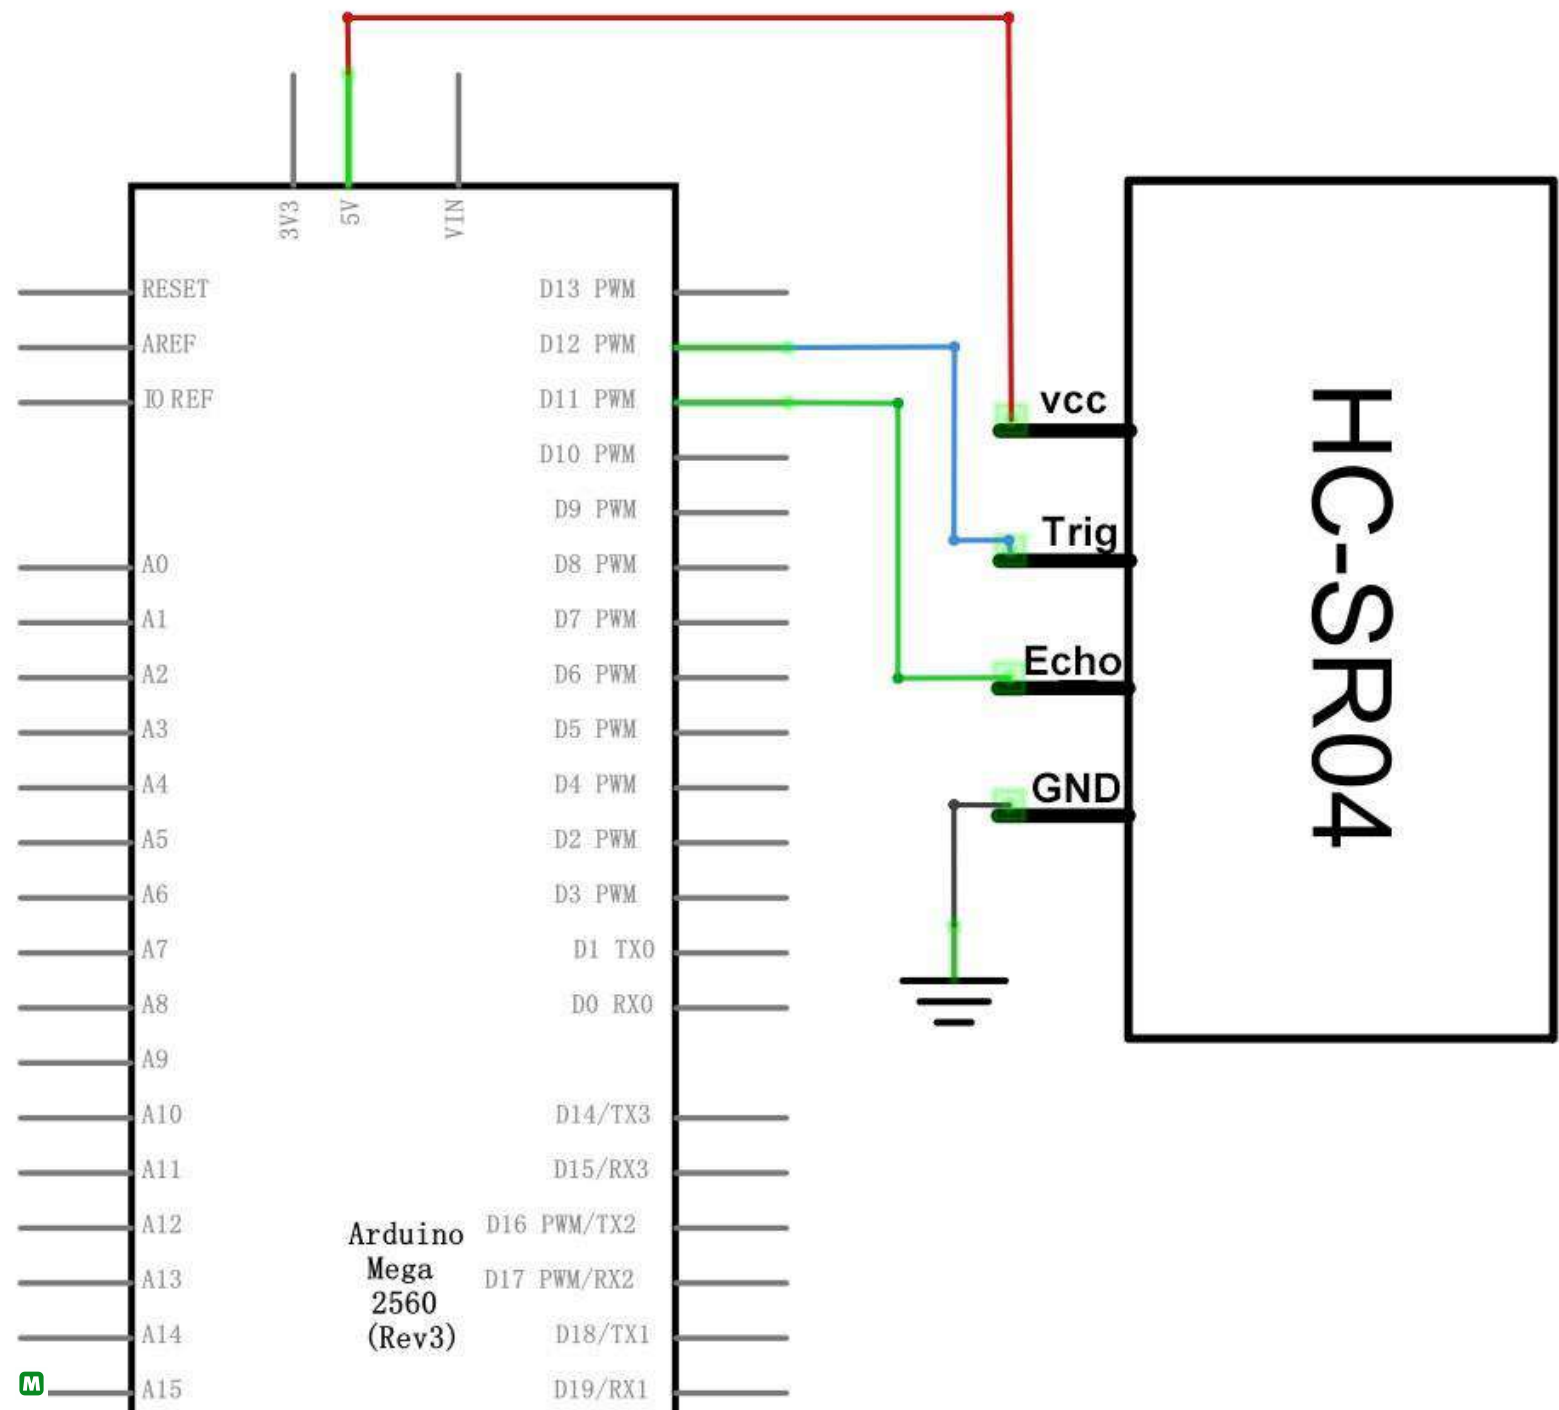 3V3
5V
VIN
RESET
AREF
IO REF
A0
A1
A2
A3
A4
A5
A6
A7
A8
A9
A10
A11
A12
A13
A14
A15
D13 PWM
D12 PWM
D11 PWM
D10 PWM
D9 PWM
D8 PWM
D7 PWM
D6 PWM
D5 PWM
D4 PWM
D2 PWM
D3 PWM
D1 TX0
D0 RX0
D14/TX3
D15/RX3
D16 PWM/TX2
D17 PWM/RX2
D18/TX1
D19/RX1
Arduino
Mega
2560
(Rev3)
vcc
Trig
Echo
GND
HC-SR04
M